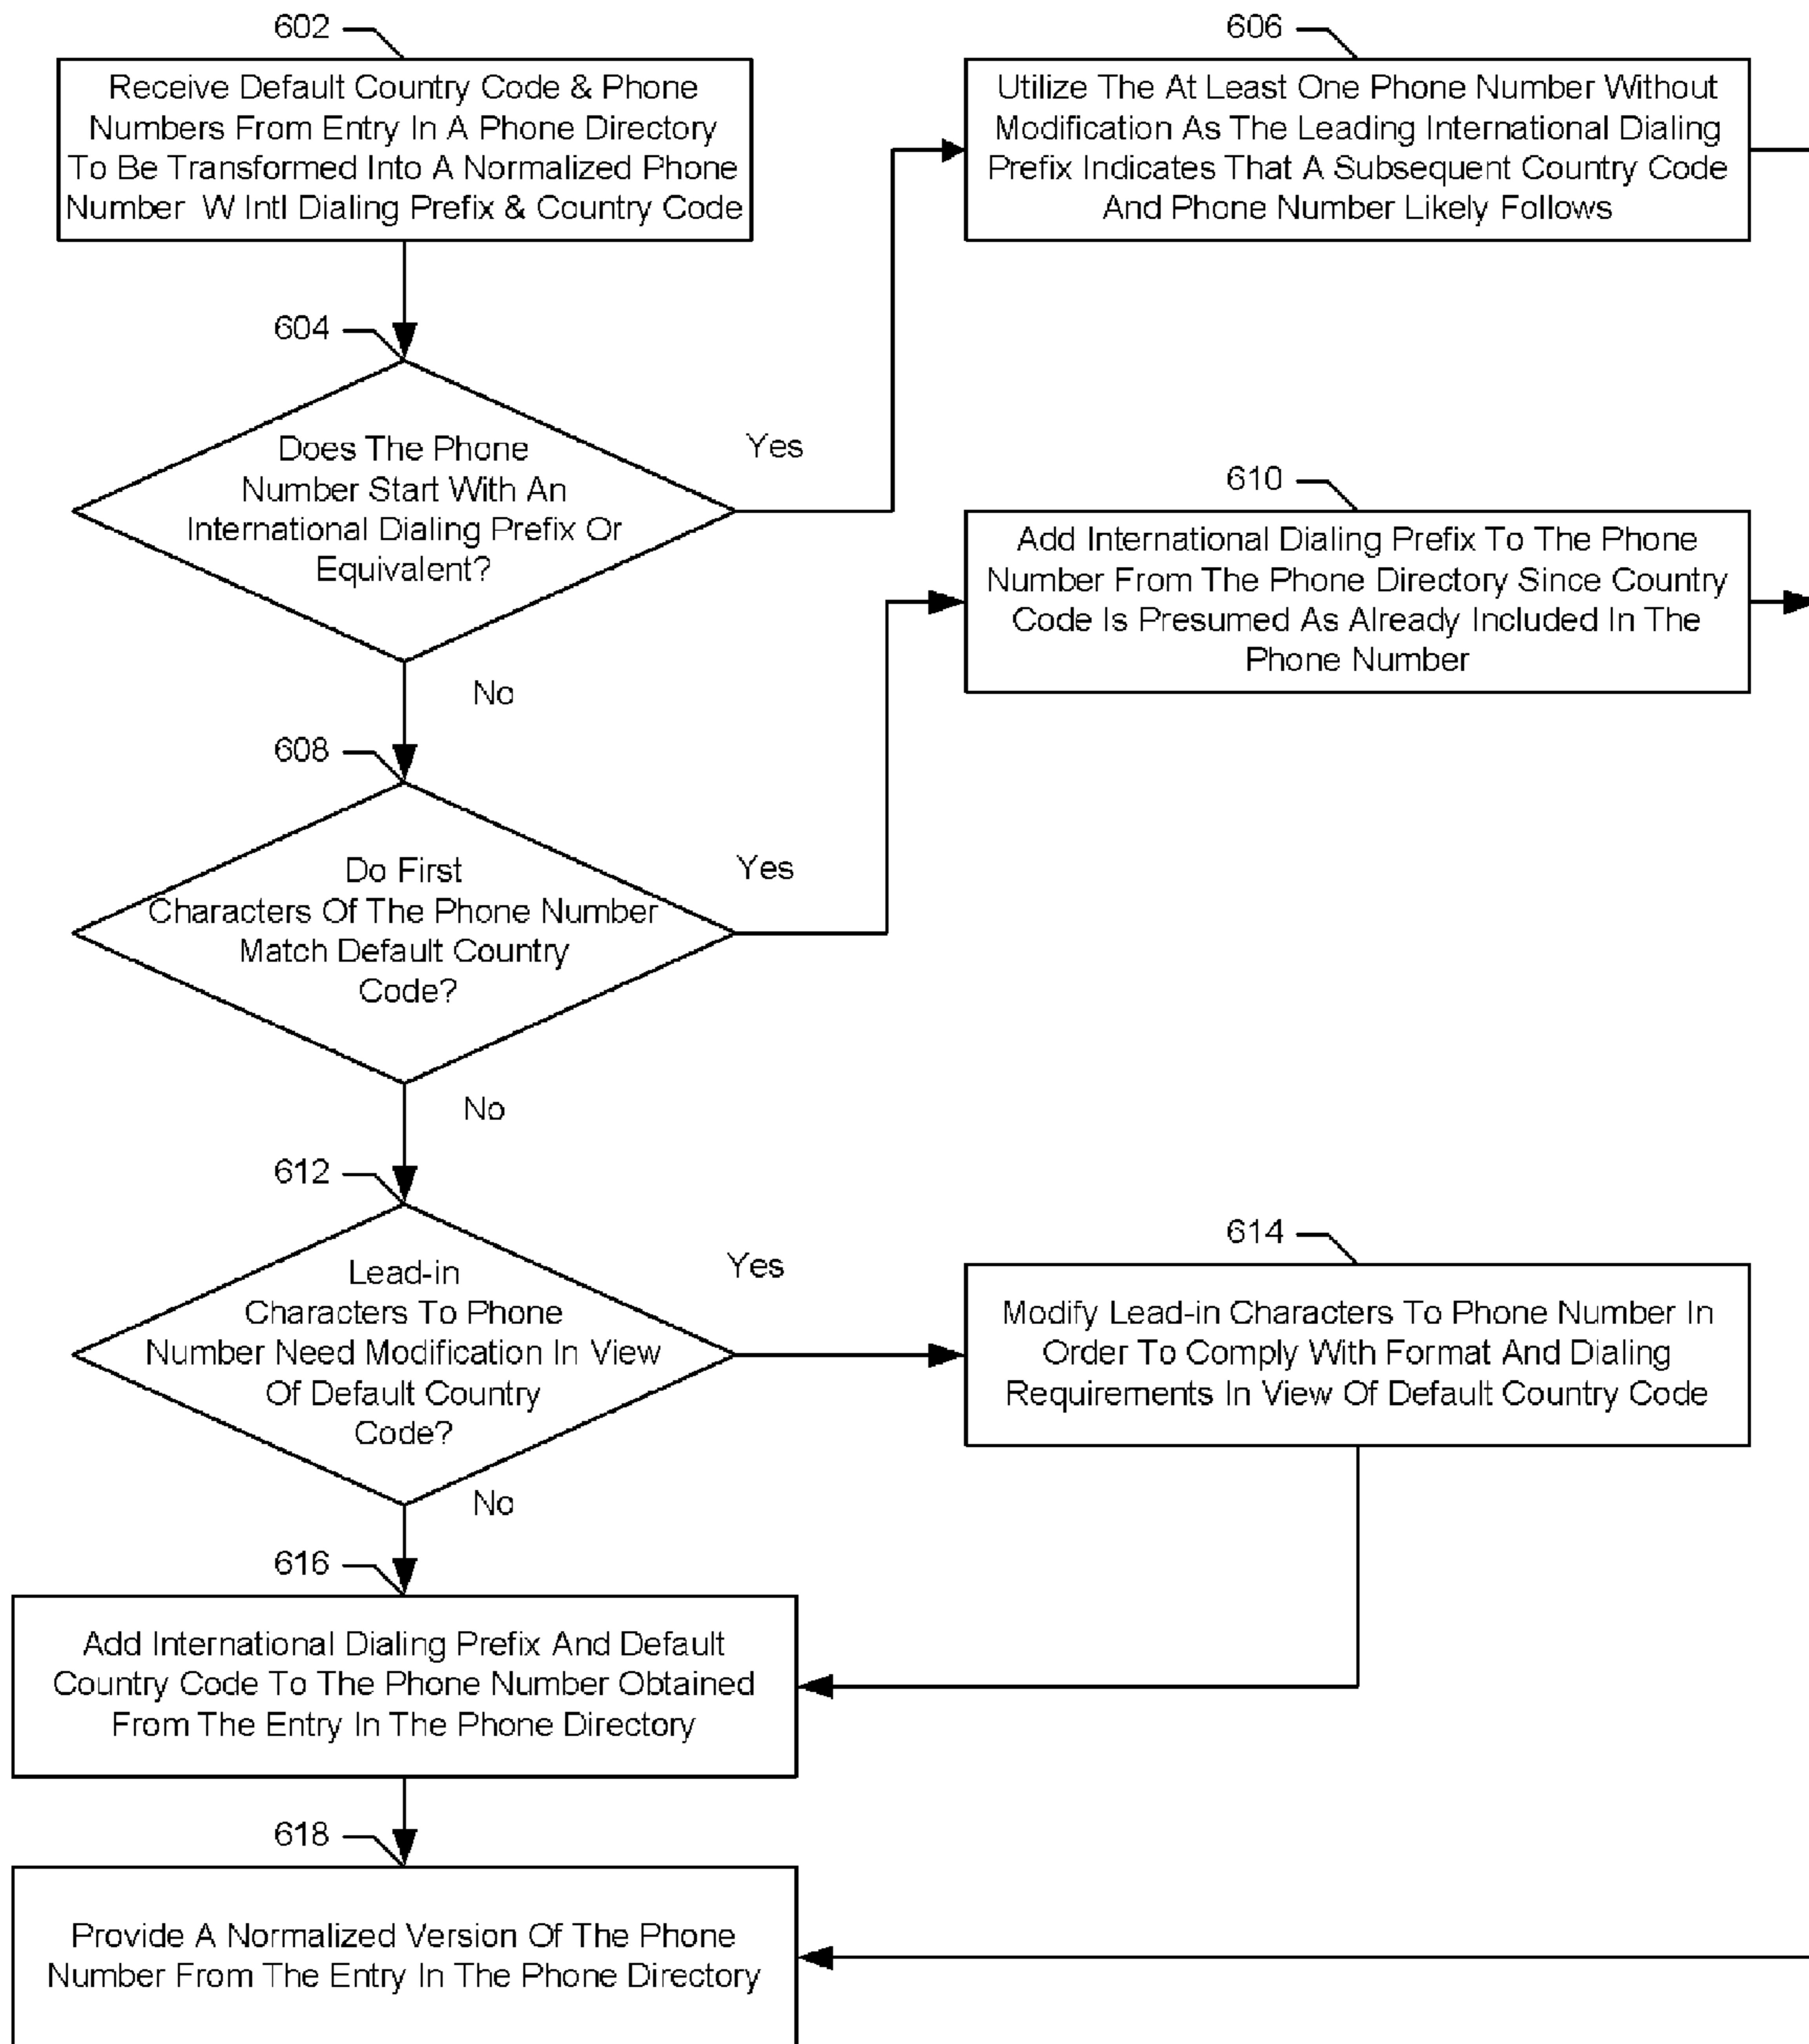 602
Receive Default Country Code & Phone
Numbers From Entry In A Phone Directory
To Be Transformed Into A Normalized Phone
Number W Intl Dialing Prefix & Country Code
606
Utilize The At Least One Phone Number Without
Modification As The Leading International Dialing
Prefix Indicates That A Subsequent Country Code
And Phone Number Likely Follows
604
Does The Phone
Number Start With An
International Dialing Prefix Or
Equivalent?
Yes
No
610
Add International Dialing Prefix To The Phone
Number From The Phone Directory Since Country
Code Is Presumed As Already Included In The
Phone Number
608
Do First
Characters Of The Phone Number
Match Default Country
Code?
Yes
No
612
Lead-in
Characters To Phone
Number Need Modification In View
Of Default Country
Code?
Yes
No
614
Modify Lead-in Characters To Phone Number In
Order To Comply With Format And Dialing
Requirements In View Of Default Country Code
616
Add International Dialing Prefix And Default
Country Code To The Phone Number Obtained
From The Entry In The Phone Directory
618
Provide A Normalized Version Of The Phone
Number From The Entry In The Phone Directory